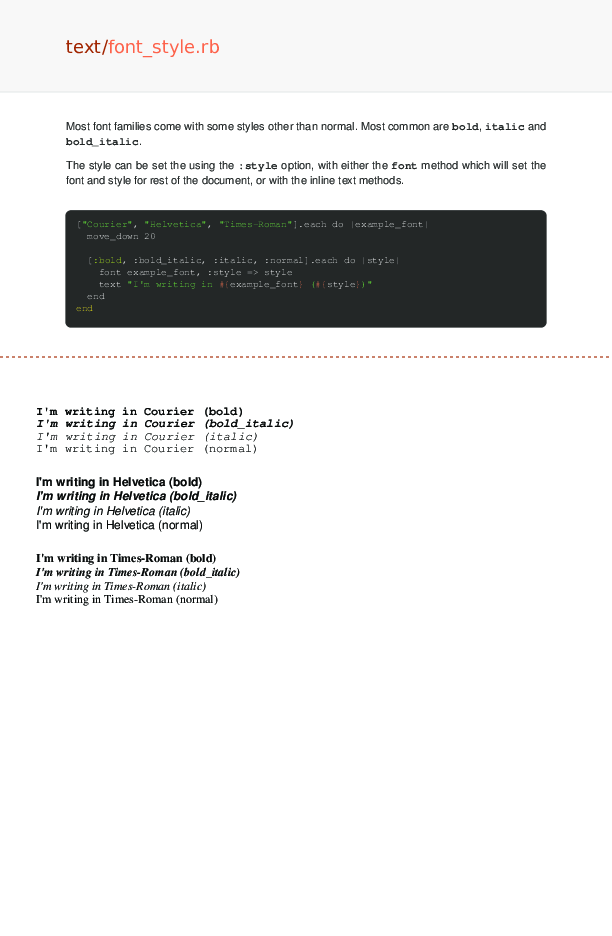 text/font_style.rb
Most font families come with some styles other than normal. Most common are bold, italic and
bold_italic.
The style can be set the using the :style option, with either the font method which will set the
font and style for rest of the document, or with the inline text methods.
["Courier", "Helvetica", "Times-Roman"].each do |example_font|
  move_down 20
  [:bold, :bold_italic, :italic, :normal].each do |style|
    font example_font, :style => style
    text "I'm writing in #{example_font} (#{style})"
  end
end
I'm writing in Courier (bold)
I'm writing in Courier (bold_italic)
I'm writing in Courier (italic)
I'm writing in Courier (normal)
I'm writing in Helvetica (bold)
I'm writing in Helvetica (bold_italic)
I'm writing in Helvetica (italic)
I'm writing in Helvetica (normal)
I'm writing in Times-Roman (bold)
I'm writing in Times-Roman (bold_italic)
I'm writing in Times-Roman (italic)
I'm writing in Times-Roman (normal)